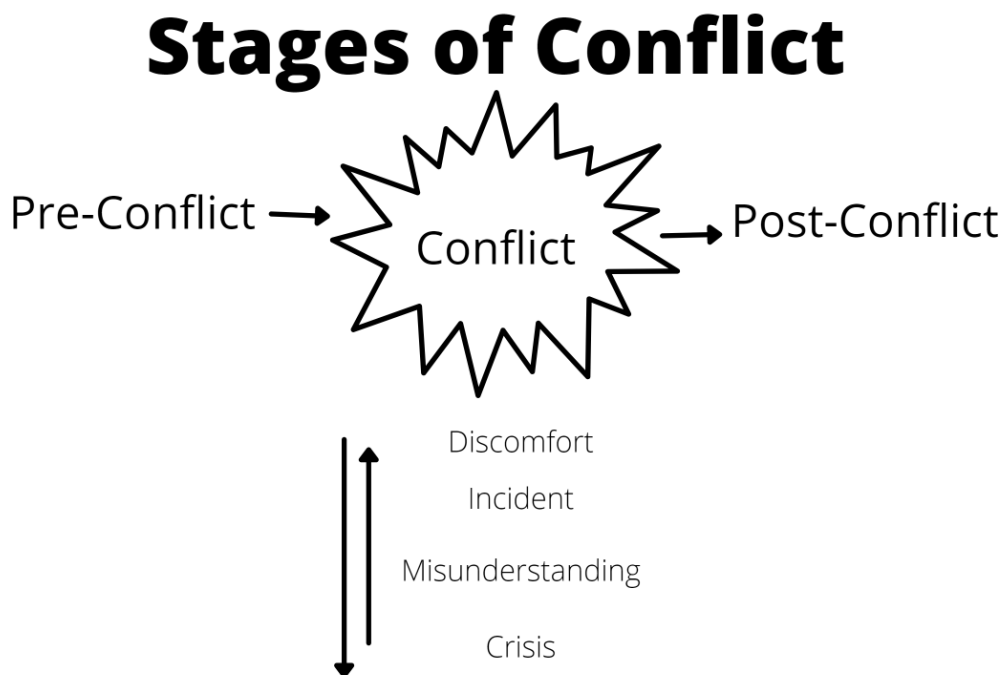 Stages of Conflict
Pre-Conflict
Conflict
Post-Conflict
Discomfort
Incident
Misunderstanding
Crisis